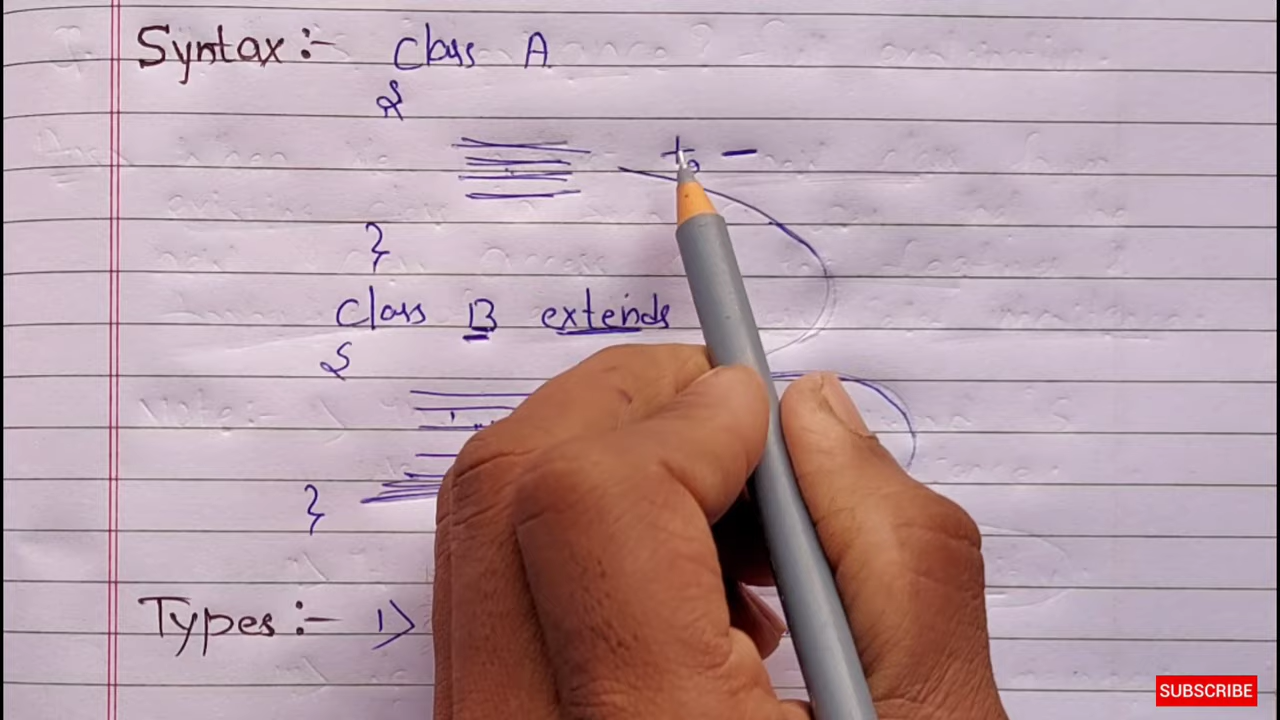 Syntax :- Class A
{
+, -
}
class B extends
{
}
Types :- 1)
SUBSCRIBE